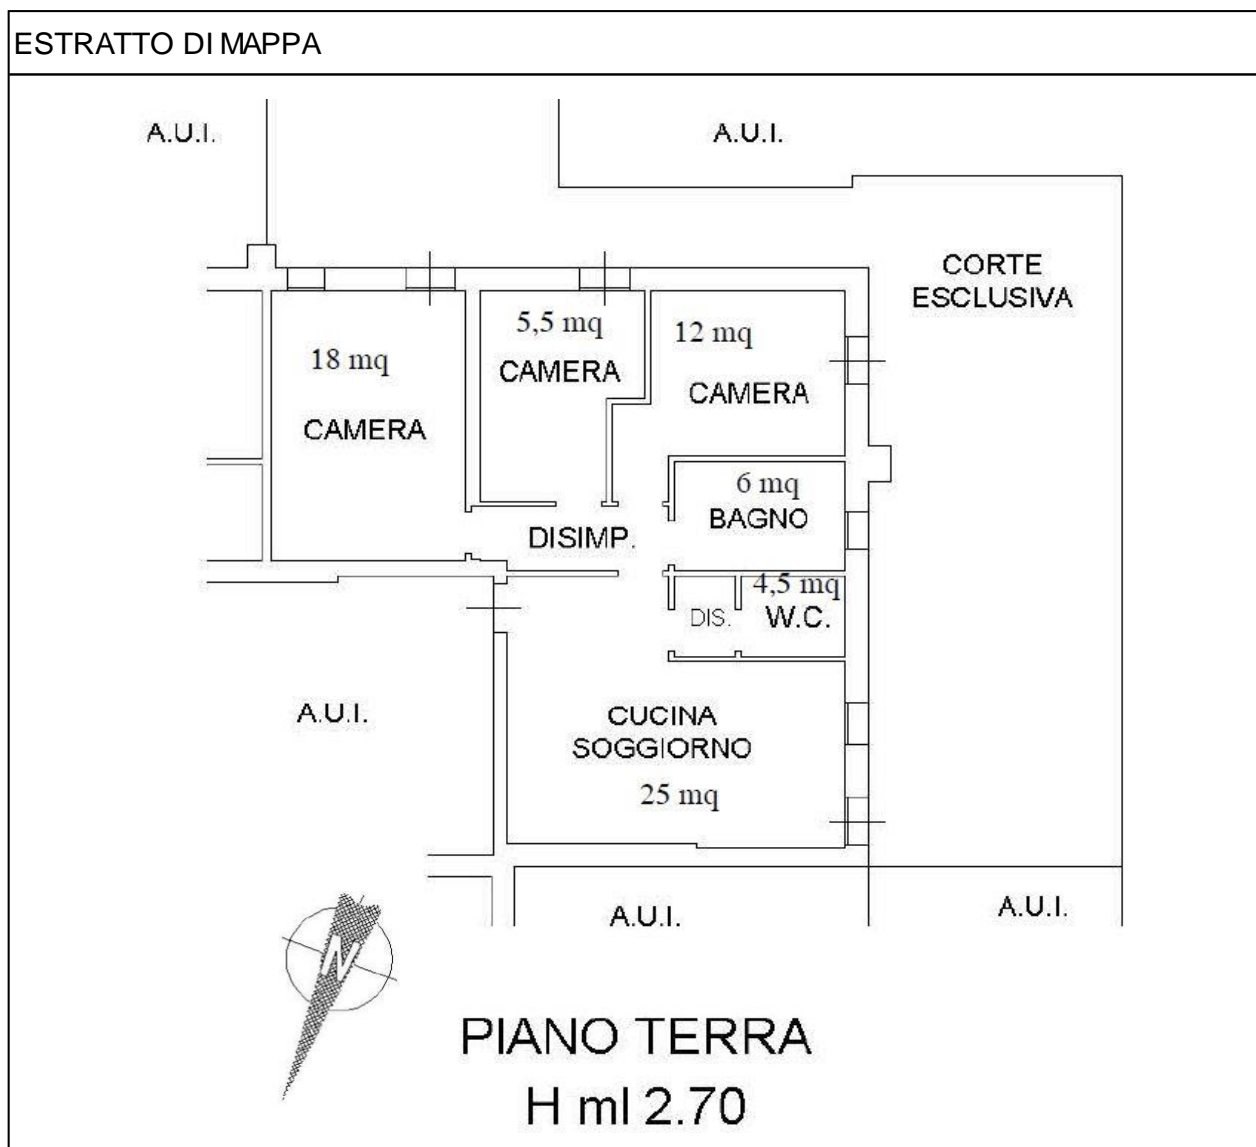 ESTRATTO DI MAPPA
A.U.I.
A.U.I.
CORTE
ESCLUSIVA
18 mq
CAMERA
5,5 mq
CAMERA
12 mq
CAMERA
6 mq
BAGNO
DISIMP.
4,5 mq
W.C.
DIS.
A.U.I.
CUCINA
SOGGIORNO
25 mq
A.U.I.
A.U.I.
N
PIANO TERRA
H ml 2.70